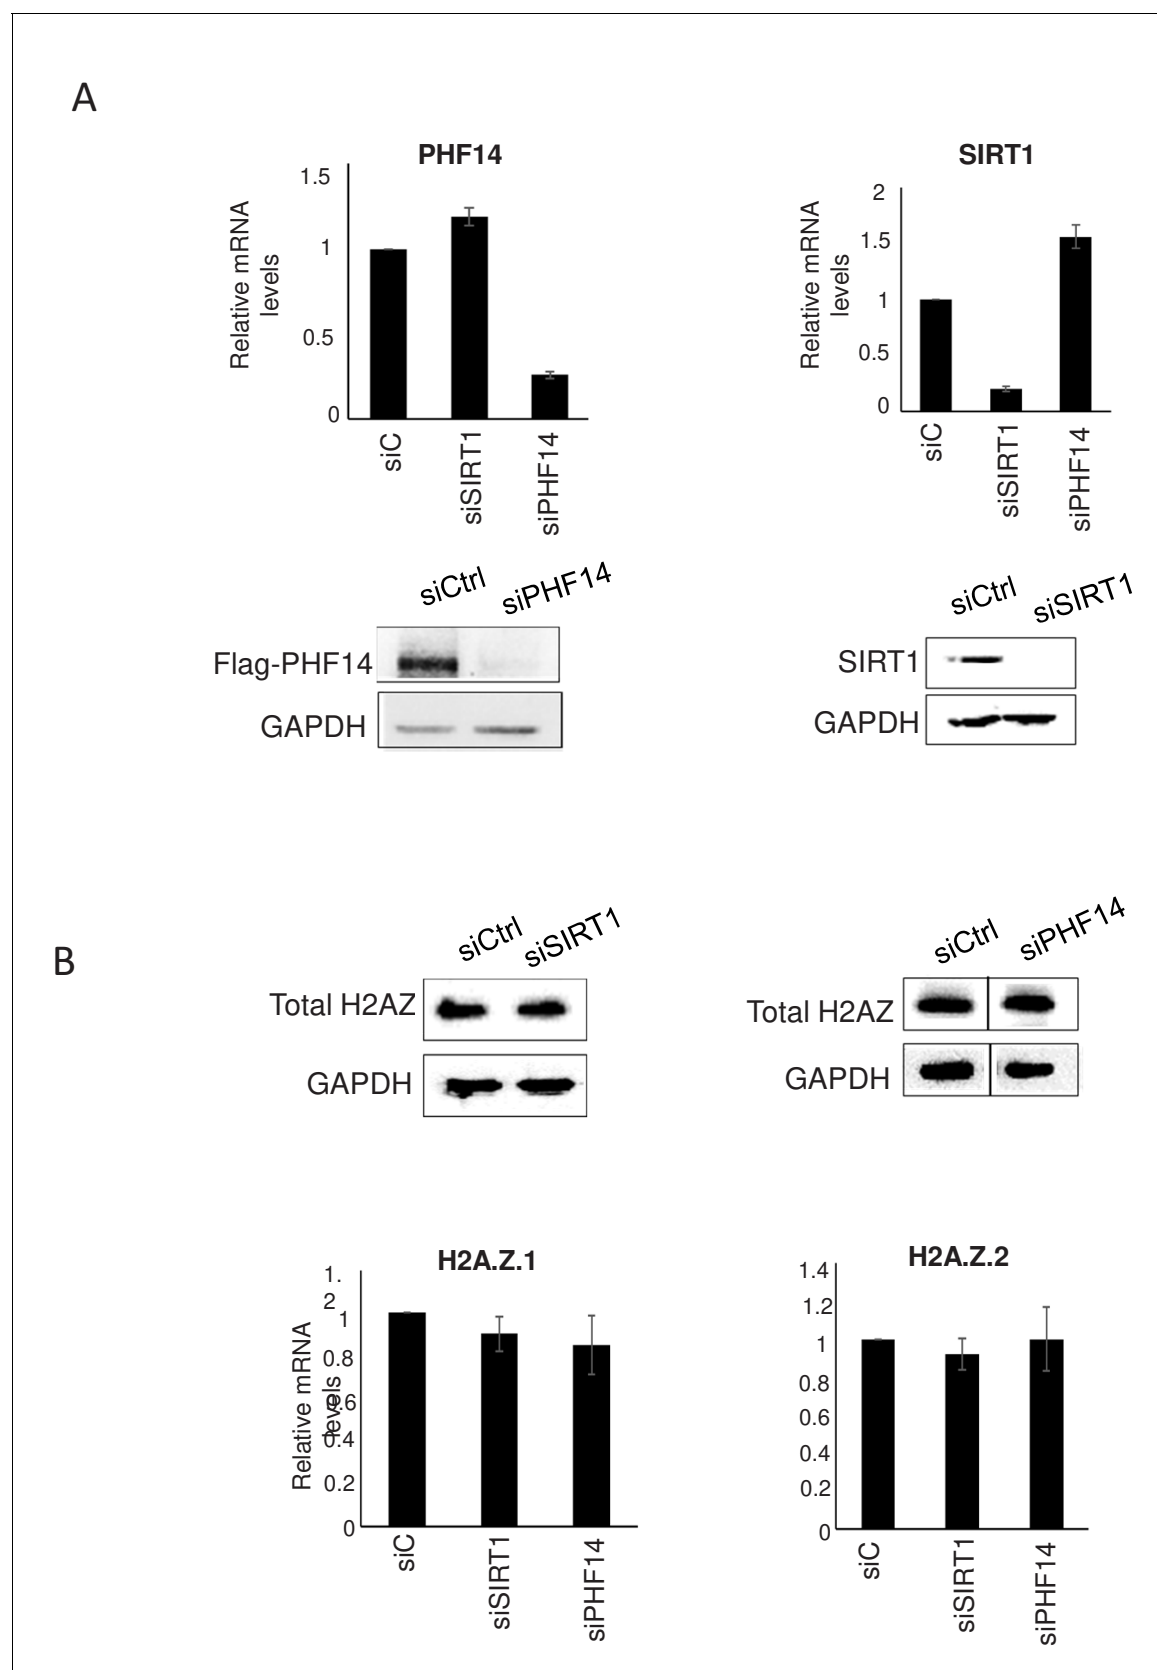 A
PHF14
Relative mRNA
levels
1.5
1
0.5
0
siC
siSIRT1
siPHF14
SIRT1
Relative mRNA
levels
2
1.5
1
0.5
0
siC
siSIRT1
siPHF14
siCtrl
siPHF14
Flag-PHF14
GAPDH
siCtrl
siSIRT1
SIRT1
GAPDH
B
siCtrl
siSIRT1
Total H2AZ
GAPDH
siCtrl
siPHF14
Total H2AZ
GAPDH
H2A.Z.1
Relative mRNA
levels
1.
2
1
0.8
0.6
0.4
0.2
0
siC
siSIRT1
siPHF14
H2A.Z.2
1.4
1.2
1
0.8
0.6
0.4
0.2
0
siC
siSIRT1
siPHF14